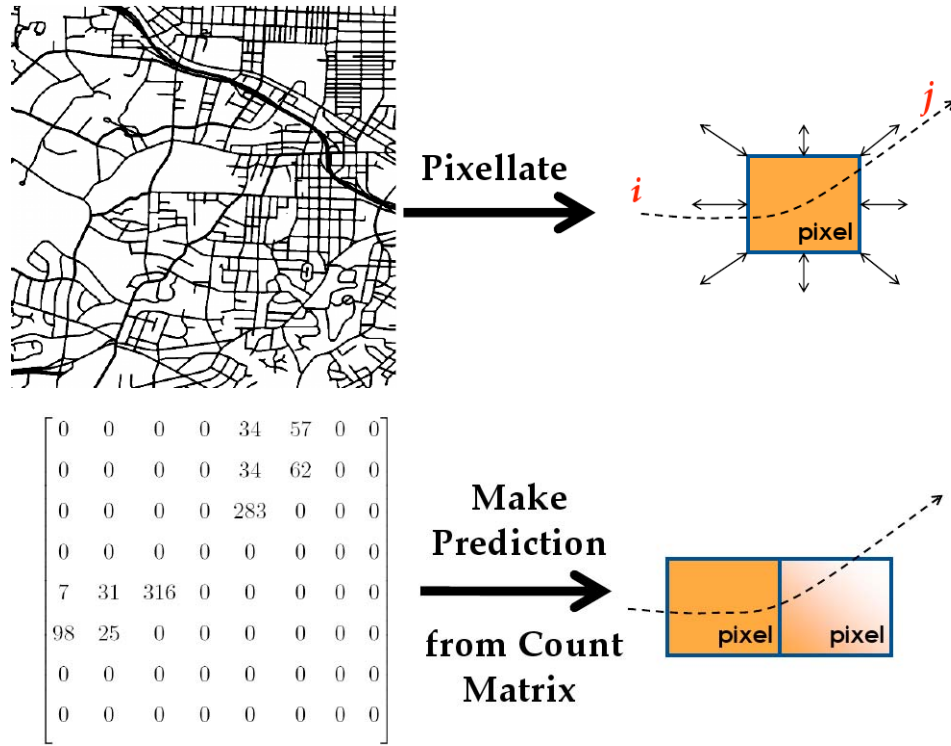 Pixellate
j
i
pixel
0 0 0 0 34 57 0 0
0 0 0 0 34 62 0 0
0 0 0 0 283 0 0 0
0 0 0 0 0 0 0 0
7 31 316 0 0 0 0 0
98 25 0 0 0 0 0 0
0 0 0 0 0 0 0 0
0 0 0 0 0 0 0 0
Make
Prediction
from Count
Matrix
pixel pixel